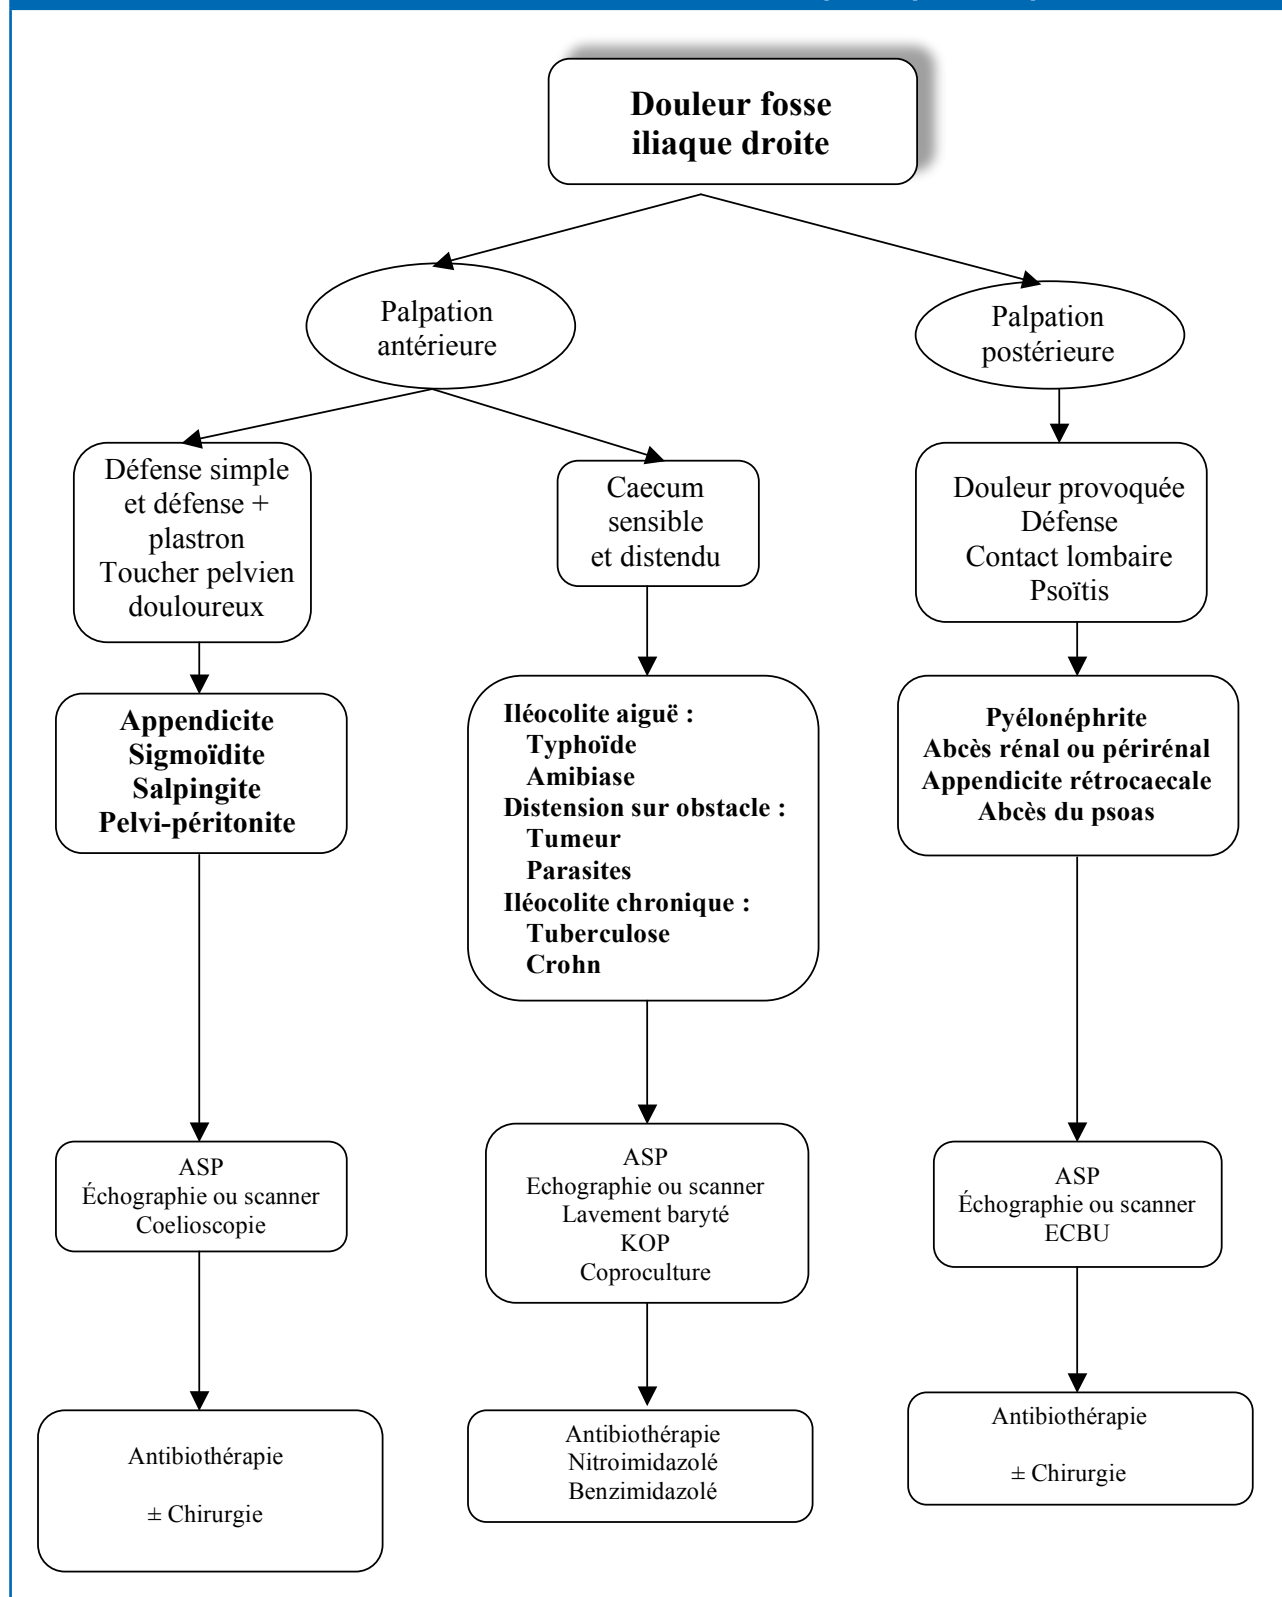 Douleur fosse
iliaque droite
Palpation
antérieure
Palpation
postérieure
Défense simple
et défense +
plastron
Toucher pelvien
douloureux
Caecum
sensible
et distendu
Douleur provoquée
Défense
Contact lombaire
Psoïtis
Appendicite
Sigmoïdite
Salpingite
Pelvi-péritonite
Iléocolite aiguë :
Typhoïde
Amibiase
Distension sur obstacle :
Tumeur
Parasites
Iléocolite chronique :
Tuberculose
Crohn
Pyélonéphrite
Abcès rénal ou périrénal
Appendicite rétrocaecale
Abcès du psoas
ASP
Échographie ou scanner
Coelioscopie
ASP
Echographie ou scanner
Lavement baryté
KOP
Coproculture
ASP
Échographie ou scanner
ECBU
Antibiothérapie
± Chirurgie
Antibiothérapie
Nitroimidazolé
Benzimidazolé
Antibiothérapie
± Chirurgie